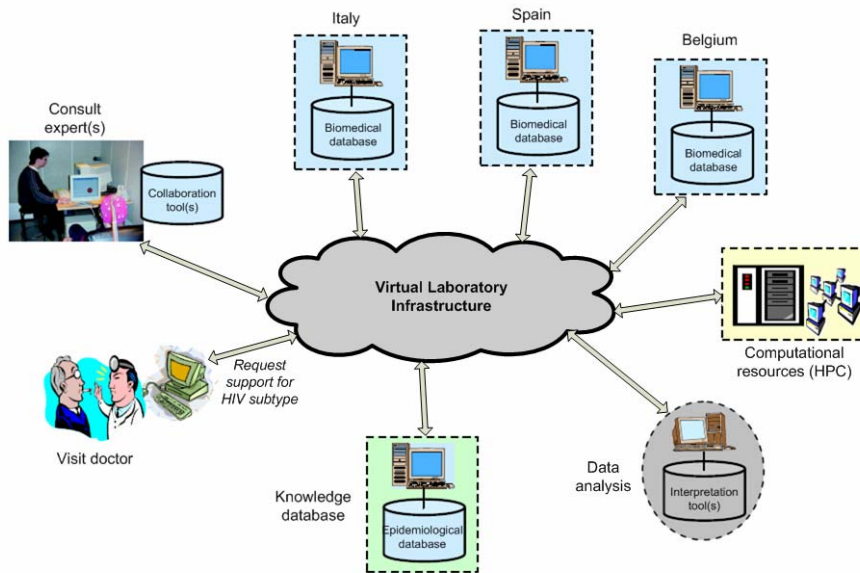 Italy
Spain
Belgium
Biomedical
database
Biomedical
database
Biomedical
database
Consult
expert(s)
Collaboration
tool(s)
Virtual Laboratory
Infrastructure
Computational
resources (HPC)
Request
support for
HIV subtype
Visit doctor
Knowledge
database
Epidemiological
database
Data
analysis
Interpretation
tool(s)